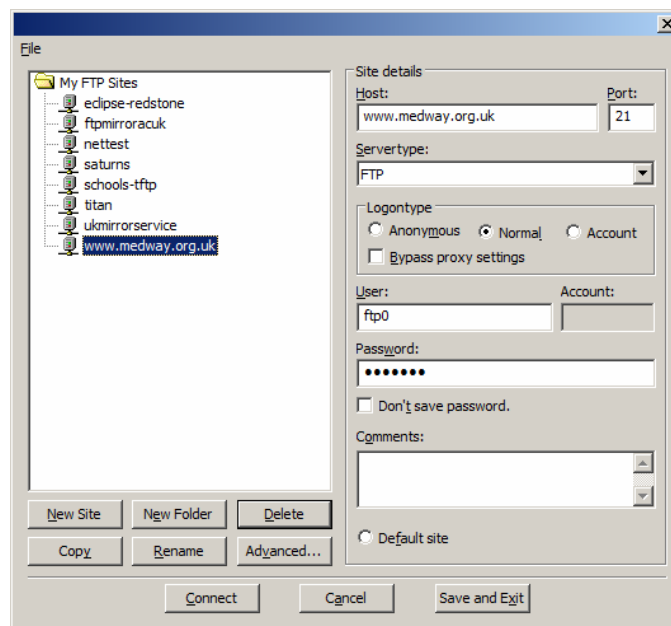 File
My FTP Sites
eclipse-redstone
ftpmirroracuk
nettest
saturns
schools-tftp
titan
ukmirrorservice
www.medway.org.uk
New Site New Folder Delete
Copy Rename Advanced...
Site details
Host: Port:
www.medway.org.uk 21
Servertype:
FTP
Logontype
Anonymous Normal Account
Bypass proxy settings
User: Account:
ftp0
Password:
•••••••
Don't save password.
Comments:
Default site
Connect Cancel Save and Exit